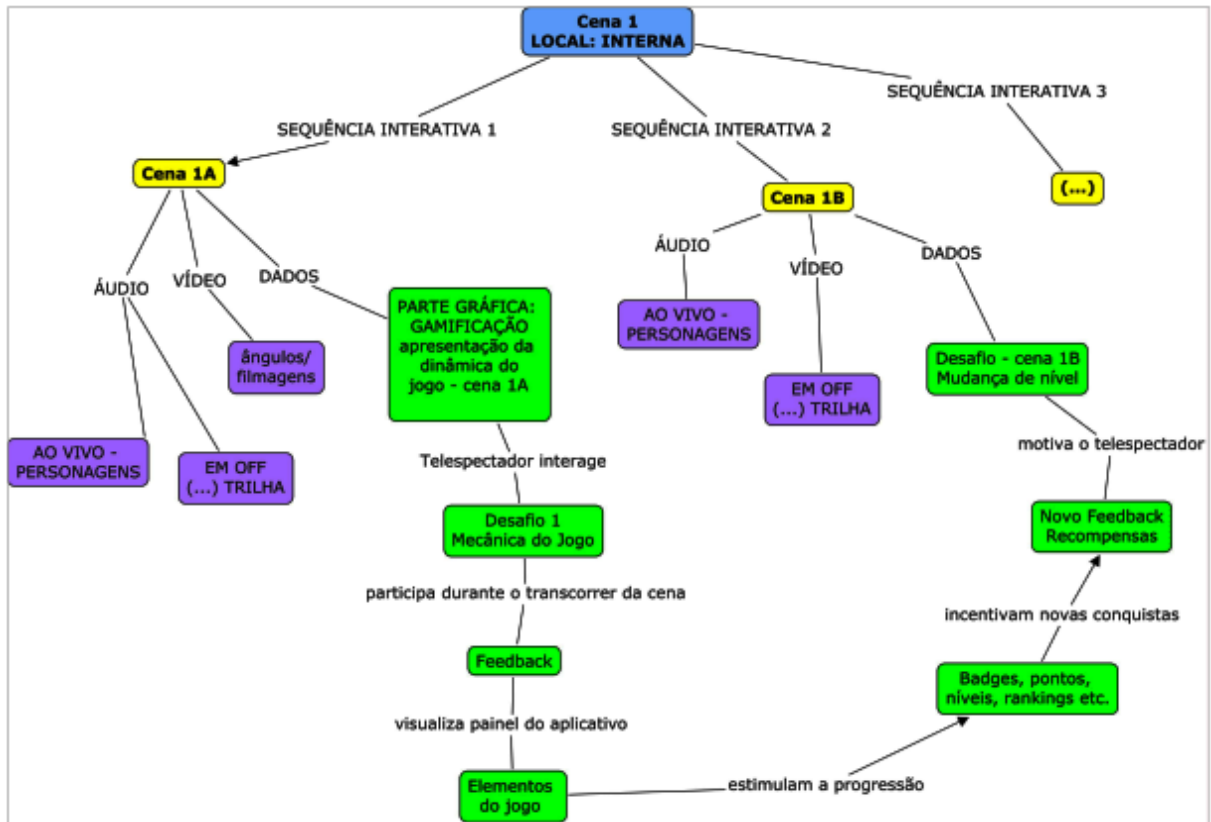 Cena 1
LOCAL: INTERNA
SEQUÊNCIA INTERATIVA 3
SEQUÊNCIA INTERATIVA 1
SEQUÊNCIA INTERATIVA 2
Cena 1A
(...)
Cena 1B
ÁUDIO
VÍDEO
DADOS
ÁUDIO
VÍDEO
DADOS
PARTE GRÁFICA:
GAMIFICAÇÃO
apresentação da
dinâmica do
jogo - cena 1A
AO VIVO -
PERSONAGENS
ângulos/
filmagens
Desafio - cena 1B
Mudança de nível
EM OFF
(...) TRILHA
AO VIVO -
PERSONAGENS
EM OFF
(...) TRILHA
motiva o telespectador
Telespectador interage
Desafio 1
Mecânica do Jogo
Novo Feedback
Recompensas
participa durante o transcorrer da cena
incentivam novas conquistas
Feedback
Badges, pontos,
níveis, rankings etc.
visualiza painel do aplicativo
Elementos
do jogo
estimulam a progressão